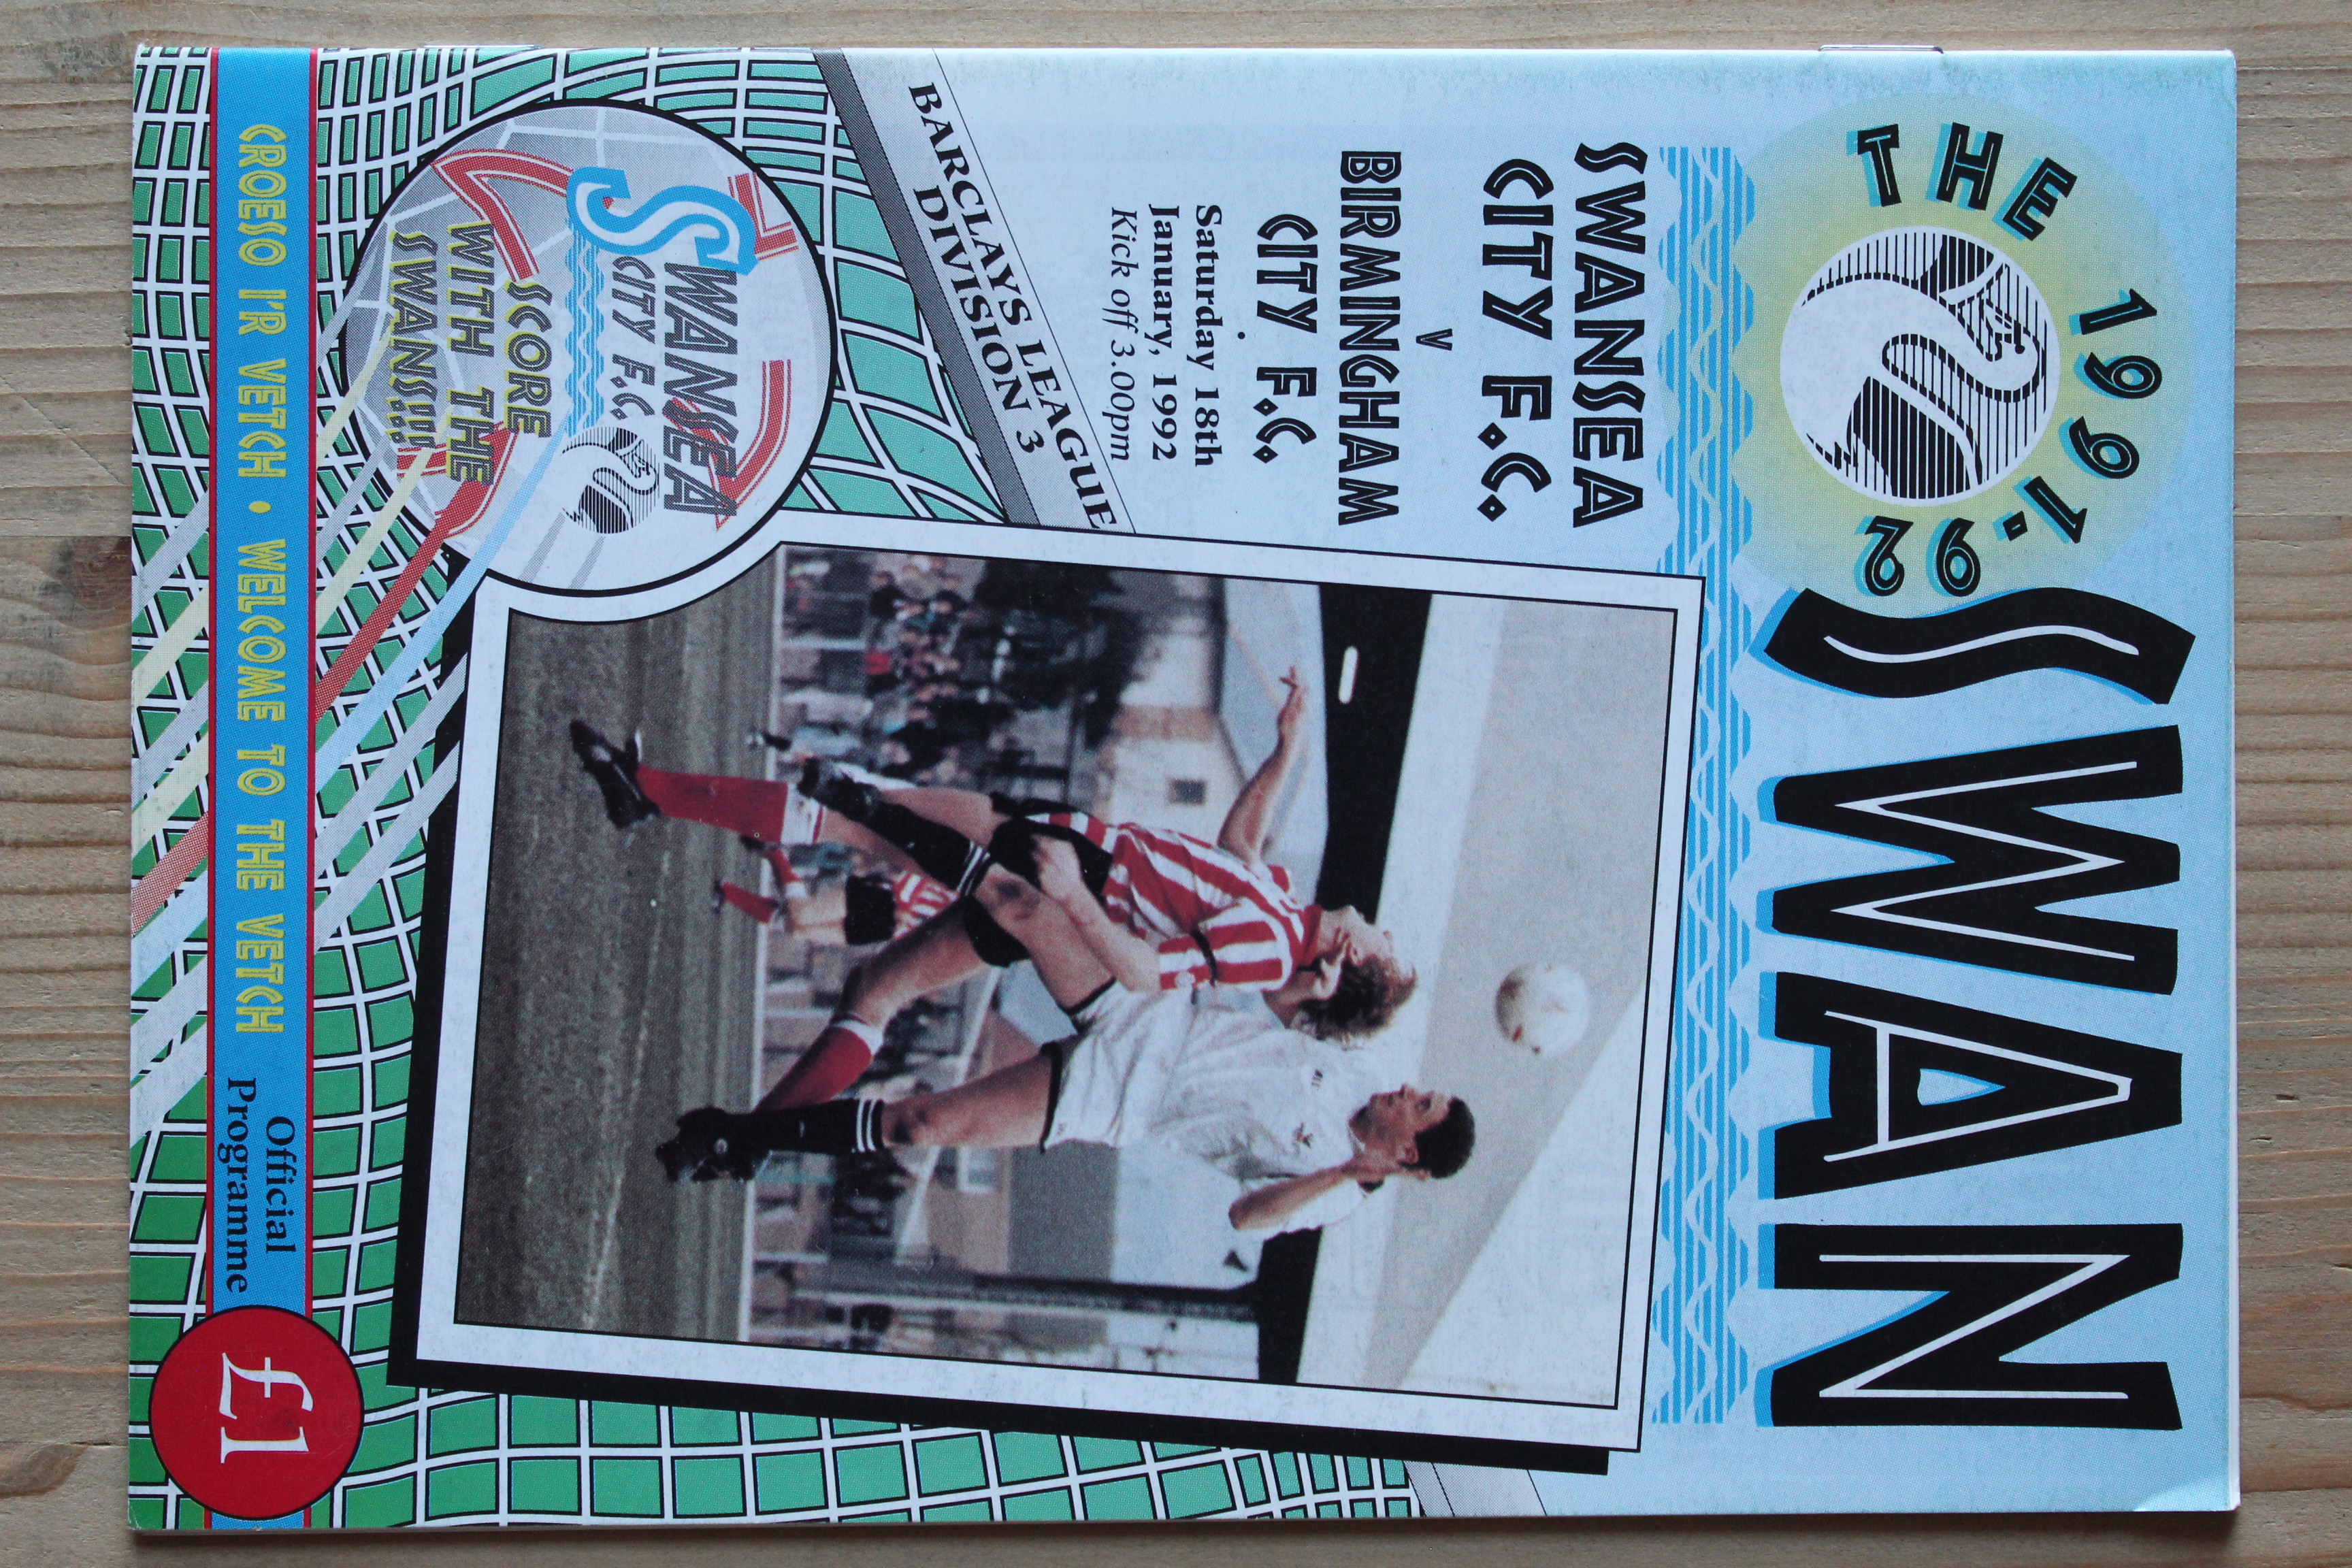 THE
1991·92
SWAN
SWANSEA
CITY F.C.
V
BIRMINGHAM
CITY F.C.
Saturday 18th
January, 1992
Kick off 3.00pm
BARCLAYS LEAGUE
DIVISION 3
SWANSEA
CITY F.C.
SCORE
WITH THE
SWANS!!!
CROESO I'R VETCH • WELCOME TO THE VETCH
Official
Programme
£1